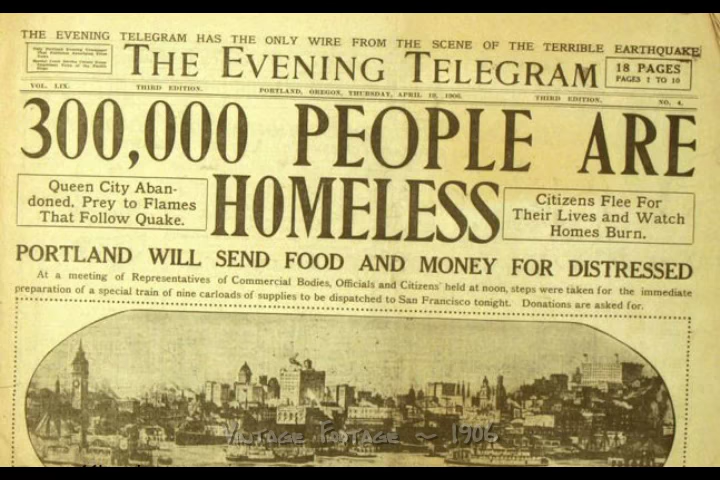 THE EVENING TELEGRAM HAS THE ONLY WIRE FROM THE SCENE OF THE TERRIBLE EARTHQUAKE
THE EVENING TELEGRAM
18 PAGES
PAGES 1 TO 10
VOL. LIX. THIRD EDITION. PORTLAND, OREGON, THURSDAY, APRIL 19, 1906. THIRD EDITION. NO. 4.
300,000 PEOPLE ARE
HOMELESS
Queen City Aban-
doned, Prey to Flames
That Follow Quake.
Citizens Flee For
Their Lives and Watch
Homes Burn.
PORTLAND WILL SEND FOOD AND MONEY FOR DISTRESSED
At a meeting of Representatives of Commercial Bodies, Officials and Citizens' held at noon, steps were taken for the immediate
preparation of a special train of nine carloads of supplies to be dispatched to San Francisco tonight. Donations are asked for.
VINTAGE FOOTAGE ~ 1906